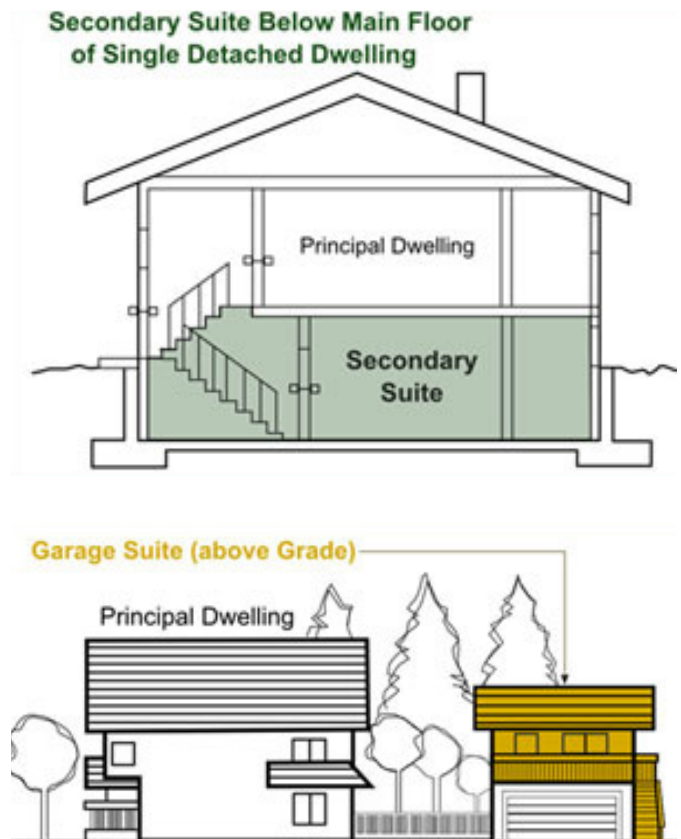 Secondary Suite Below Main Floor
of Single Detached Dwelling
Principal Dwelling
Secondary
Suite
Garage Suite (above Grade)
Principal Dwelling